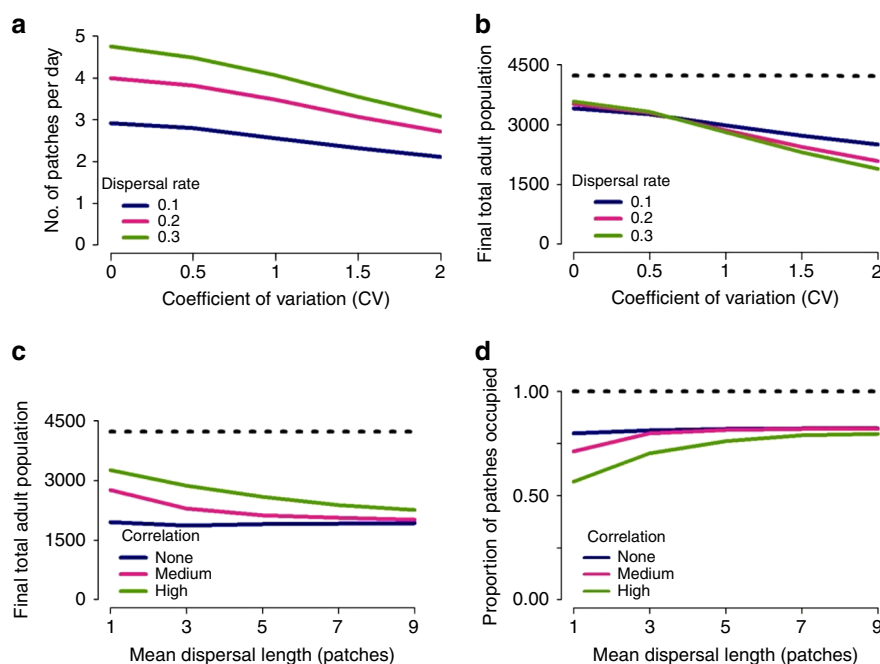 a
No. of patches per day
5
4
3
2
1
0
Dispersal rate
0.1
0.2
0.3
0 0.5 1 1.5 2
Coefficient of variation (CV)
b
Final total adult population
4500
3000
1500
0
Dispersal rate
0.1
0.2
0.3
0 0.5 1 1.5 2
Coefficient of variation (CV)
c
Final total adult population
4500
3000
1500
0
Correlation
None
Medium
High
1 3 5 7 9
Mean dispersal length (patches)
d
Proportion of patches occupied
1.00
0.50
0.00
Correlation
None
Medium
High
1 3 5 7 9
Mean dispersal length (patches)